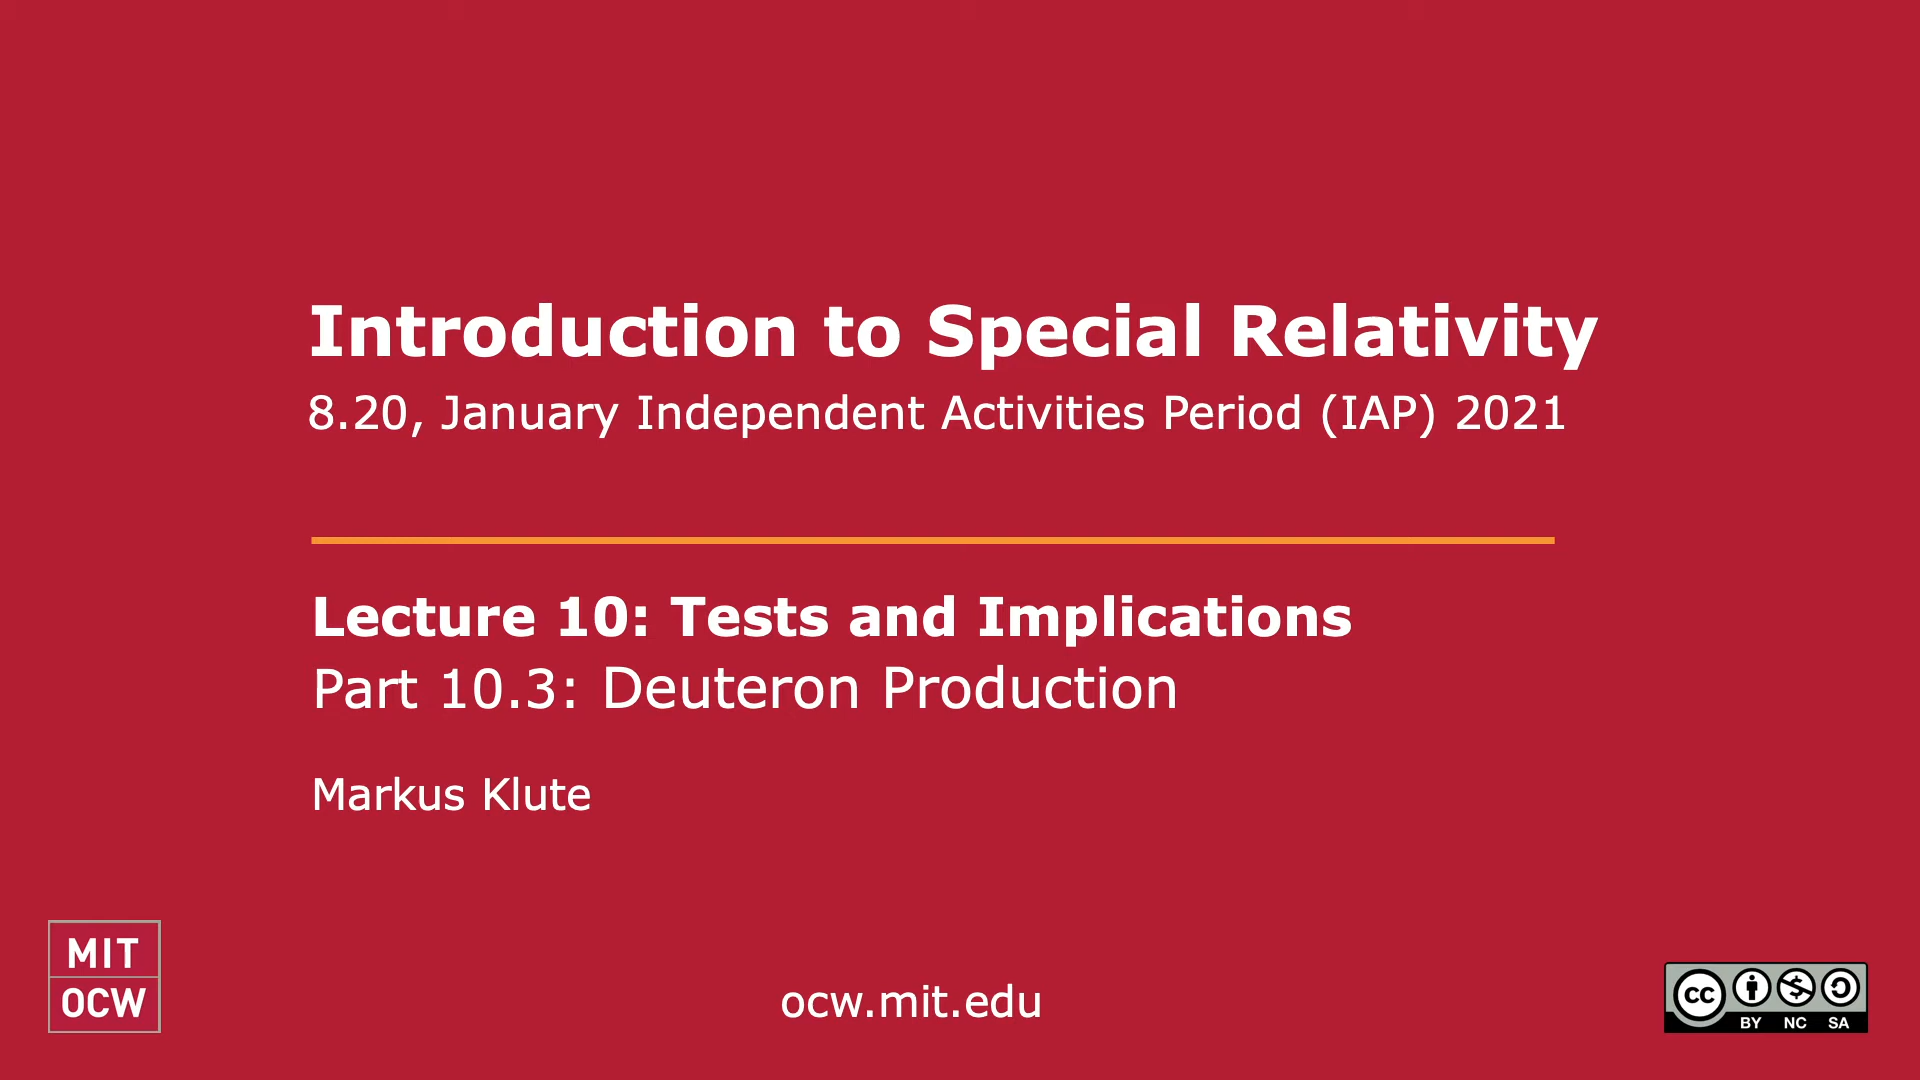 Introduction to Special Relativity
8.20, January Independent Activities Period (IAP) 2021
Lecture 10: Tests and Implications
Part 10.3: Deuteron Production
Markus Klute
MIT
OCW
ocw.mit.edu
cc
BY NC SA